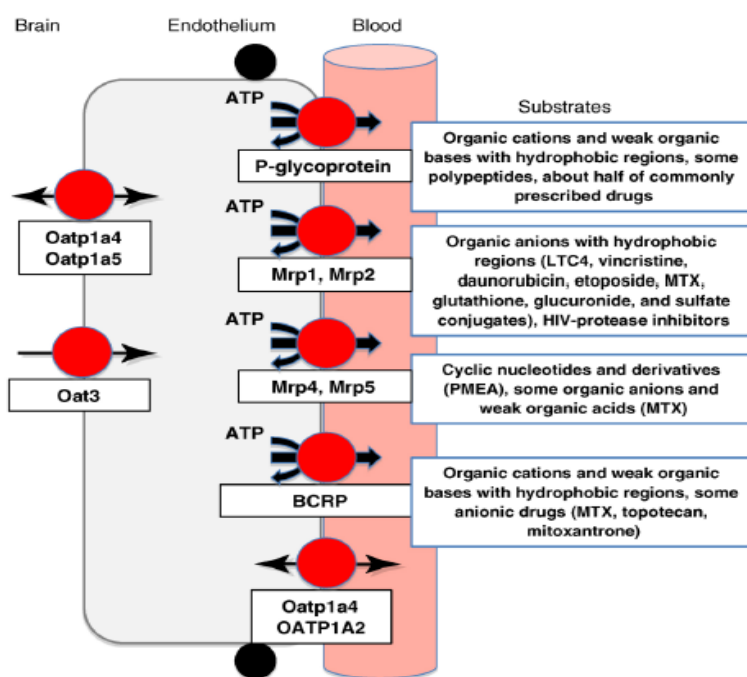 Brain
Endothelium
Blood
Substrates
ATP
P-glycoprotein
Organic cations and weak organic
bases with hydrophobic regions, some
polypeptides, about half of commonly
prescribed drugs
Oatp1a4
Oatp1a5
ATP
Mrp1, Mrp2
Organic anions with hydrophobic
regions (LTC4, vincristine,
daunorubicin, etoposide, MTX,
glutathione, glucuronide, and sulfate
conjugates), HIV-protease inhibitors
Oat3
ATP
Mrp4, Mrp5
Cyclic nucleotides and derivatives
(PMEA), some organic anions and
weak organic acids (MTX)
ATP
BCRP
Organic cations and weak organic
bases with hydrophobic regions, some
anionic drugs (MTX, topotecan,
mitoxantrone)
Oatp1a4
OATP1A2